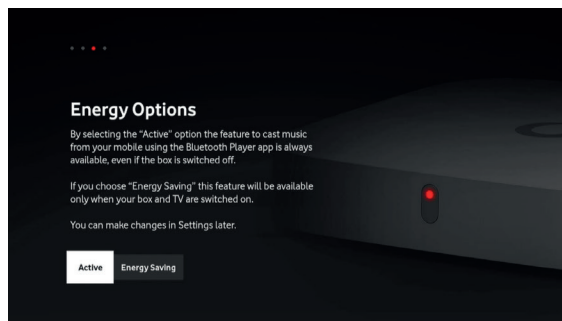 Energy Options
By selecting the "Active" option the feature to cast music
from your mobile using the Bluetooth Player app is always
available, even if the box is switched off.
If you choose "Energy Saving" this feature will be available
only when your box and TV are switched on.
You can make changes in Settings later.
Active
Energy Saving